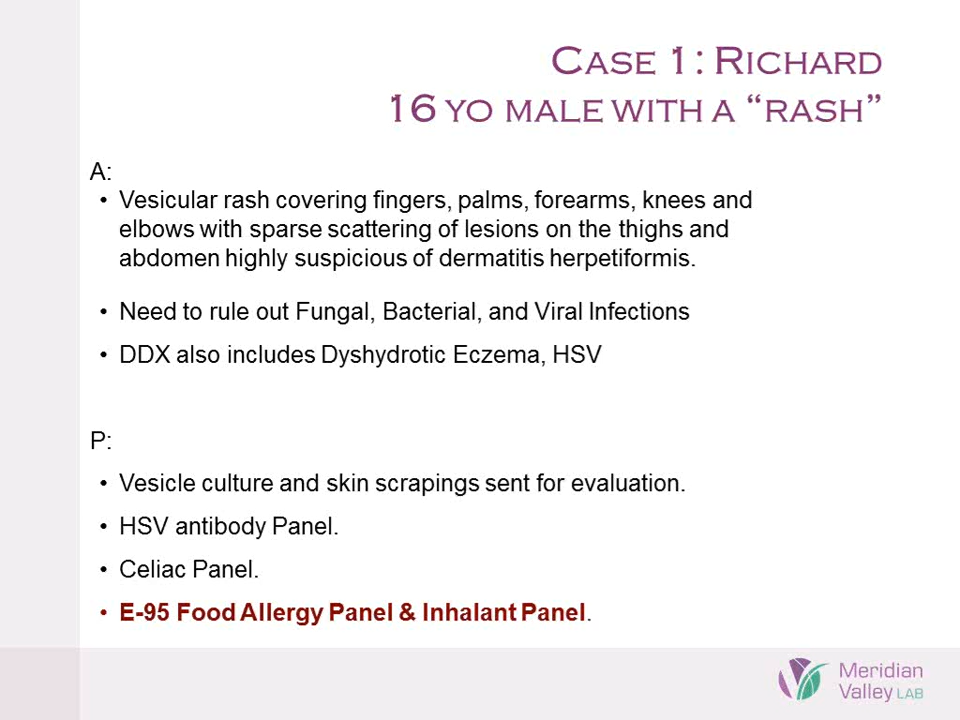 Case 1: Richard
16 yo male with a “rash”
A:
• Vesicular rash covering fingers, palms, forearms, knees and
elbows with sparse scattering of lesions on the thighs and
abdomen highly suspicious of dermatitis herpetiformis.
• Need to rule out Fungal, Bacterial, and Viral Infections
• DDX also includes Dyshydrotic Eczema, HSV
P:
• Vesicle culture and skin scrapings sent for evaluation.
• HSV antibody Panel.
• Celiac Panel.
• E-95 Food Allergy Panel & Inhalant Panel.
Meridian
Valley LAB